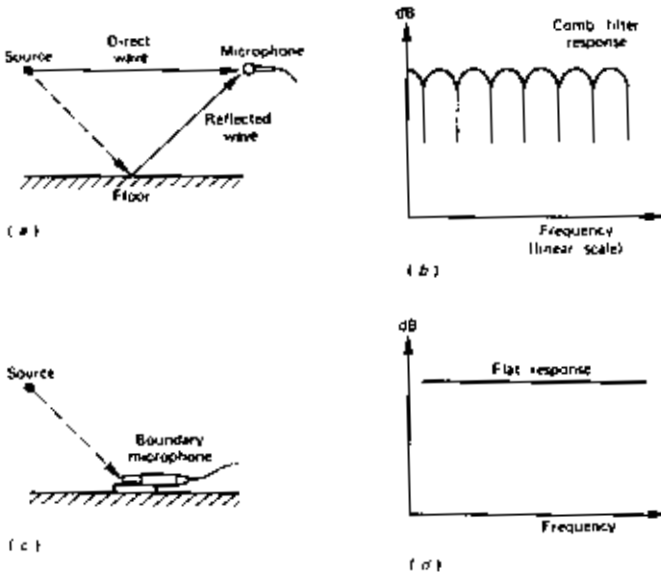 Source
Direct
wave
Microphone
Reflected
wave
Floor
(a)
dB
Comb filter
response
Frequency
(linear scale)
(b)
Source
Boundary
microphone
(c)
dB
Flat response
Frequency
(d)